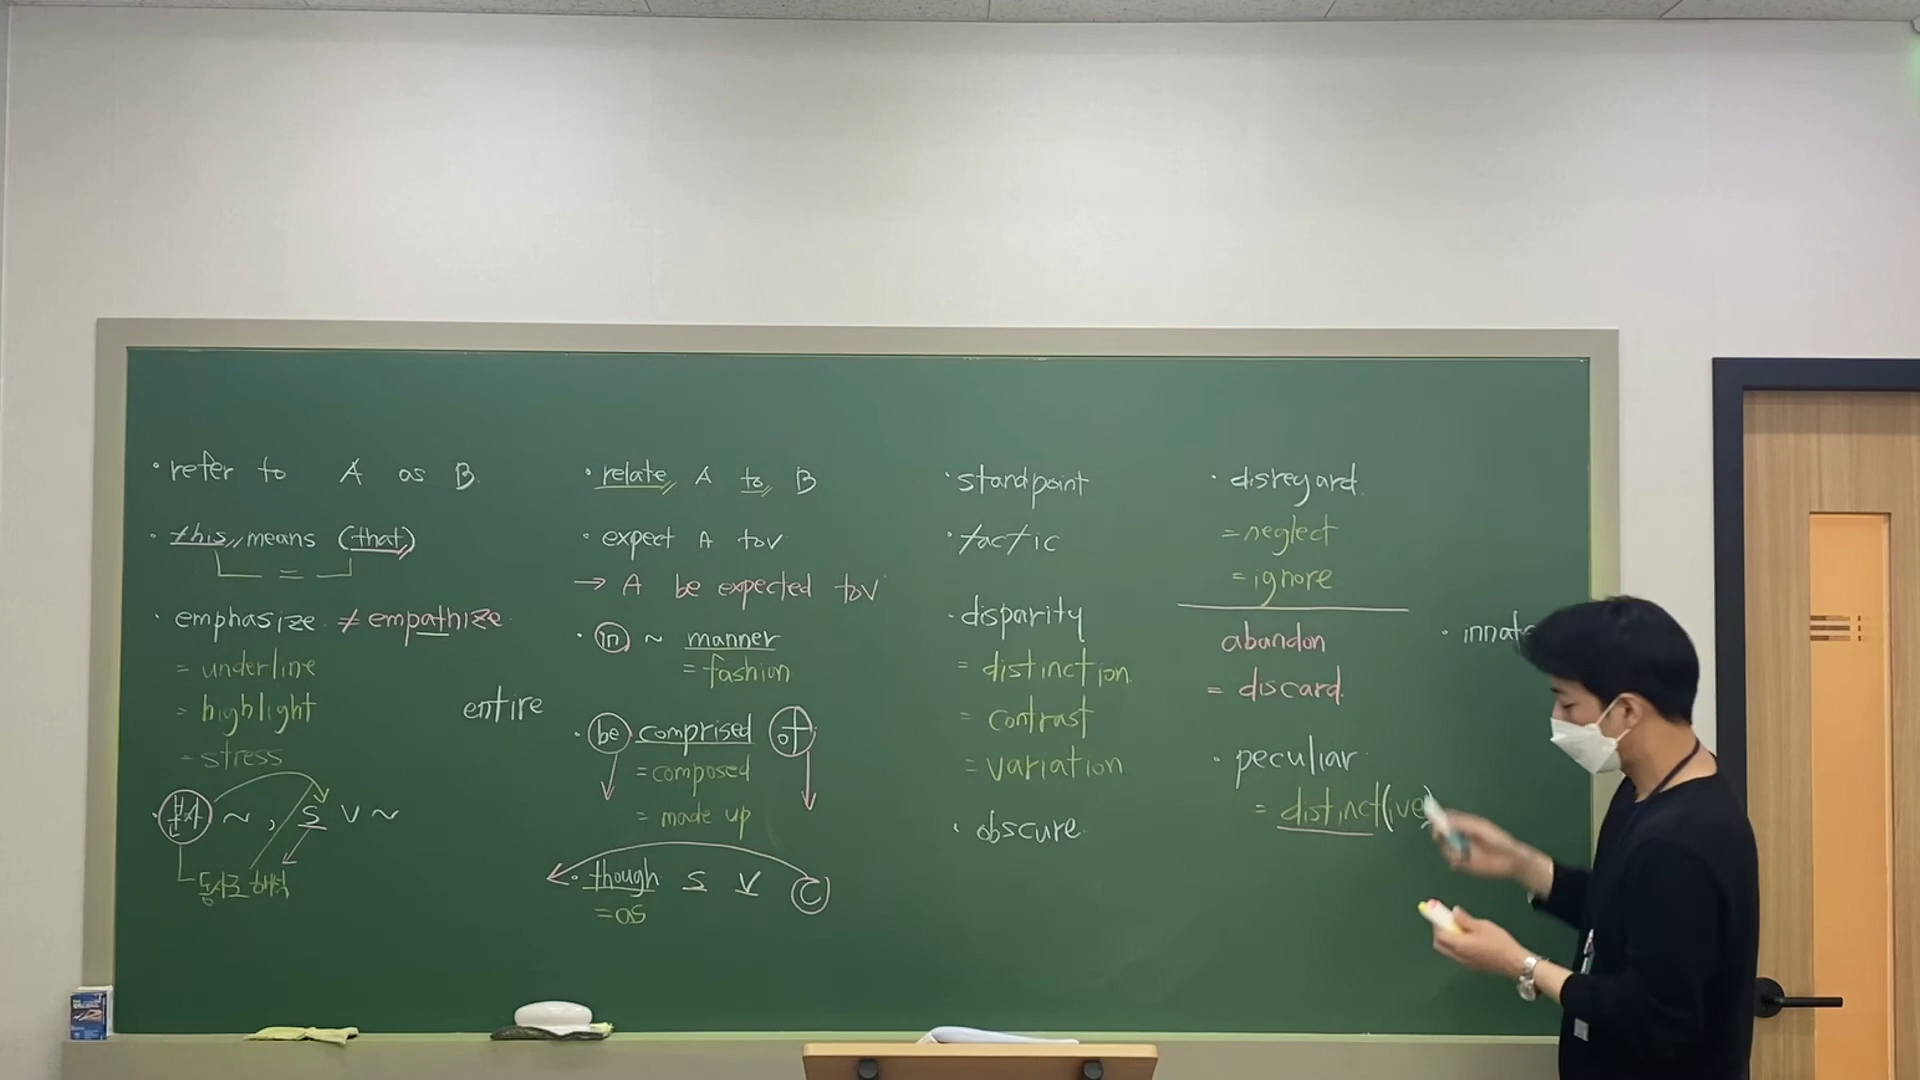 · refer to A as B.
· this means (that)
=
· emphasize ≠ empathize
= underline
= highlight
= stress
· 분사 ~, S V ~
동사로 해석
entire
· relate A to B
· expect A to V
→ A be expected to V
· in ~ manner
= fashion
· be comprised of
= composed
= made up
· though S V C
= as
· standpoint
· tactic
· disparity
= distinction
= contrast
= variation
· obscure
· disregard
= neglect
= ignore
abandon
= discard
· peculiar
= distinct(ive)
· innate